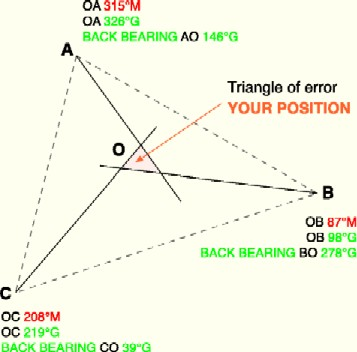 OA 315°M
OA 326°G
BACK BEARING AO 146°G
A
Triangle of error
YOUR POSITION
O
B
OB 87°M
OB 98°G
BACK BEARING BO 278°G
C
OC 208°M
OC 219°G
BACK BEARING CO 39°G